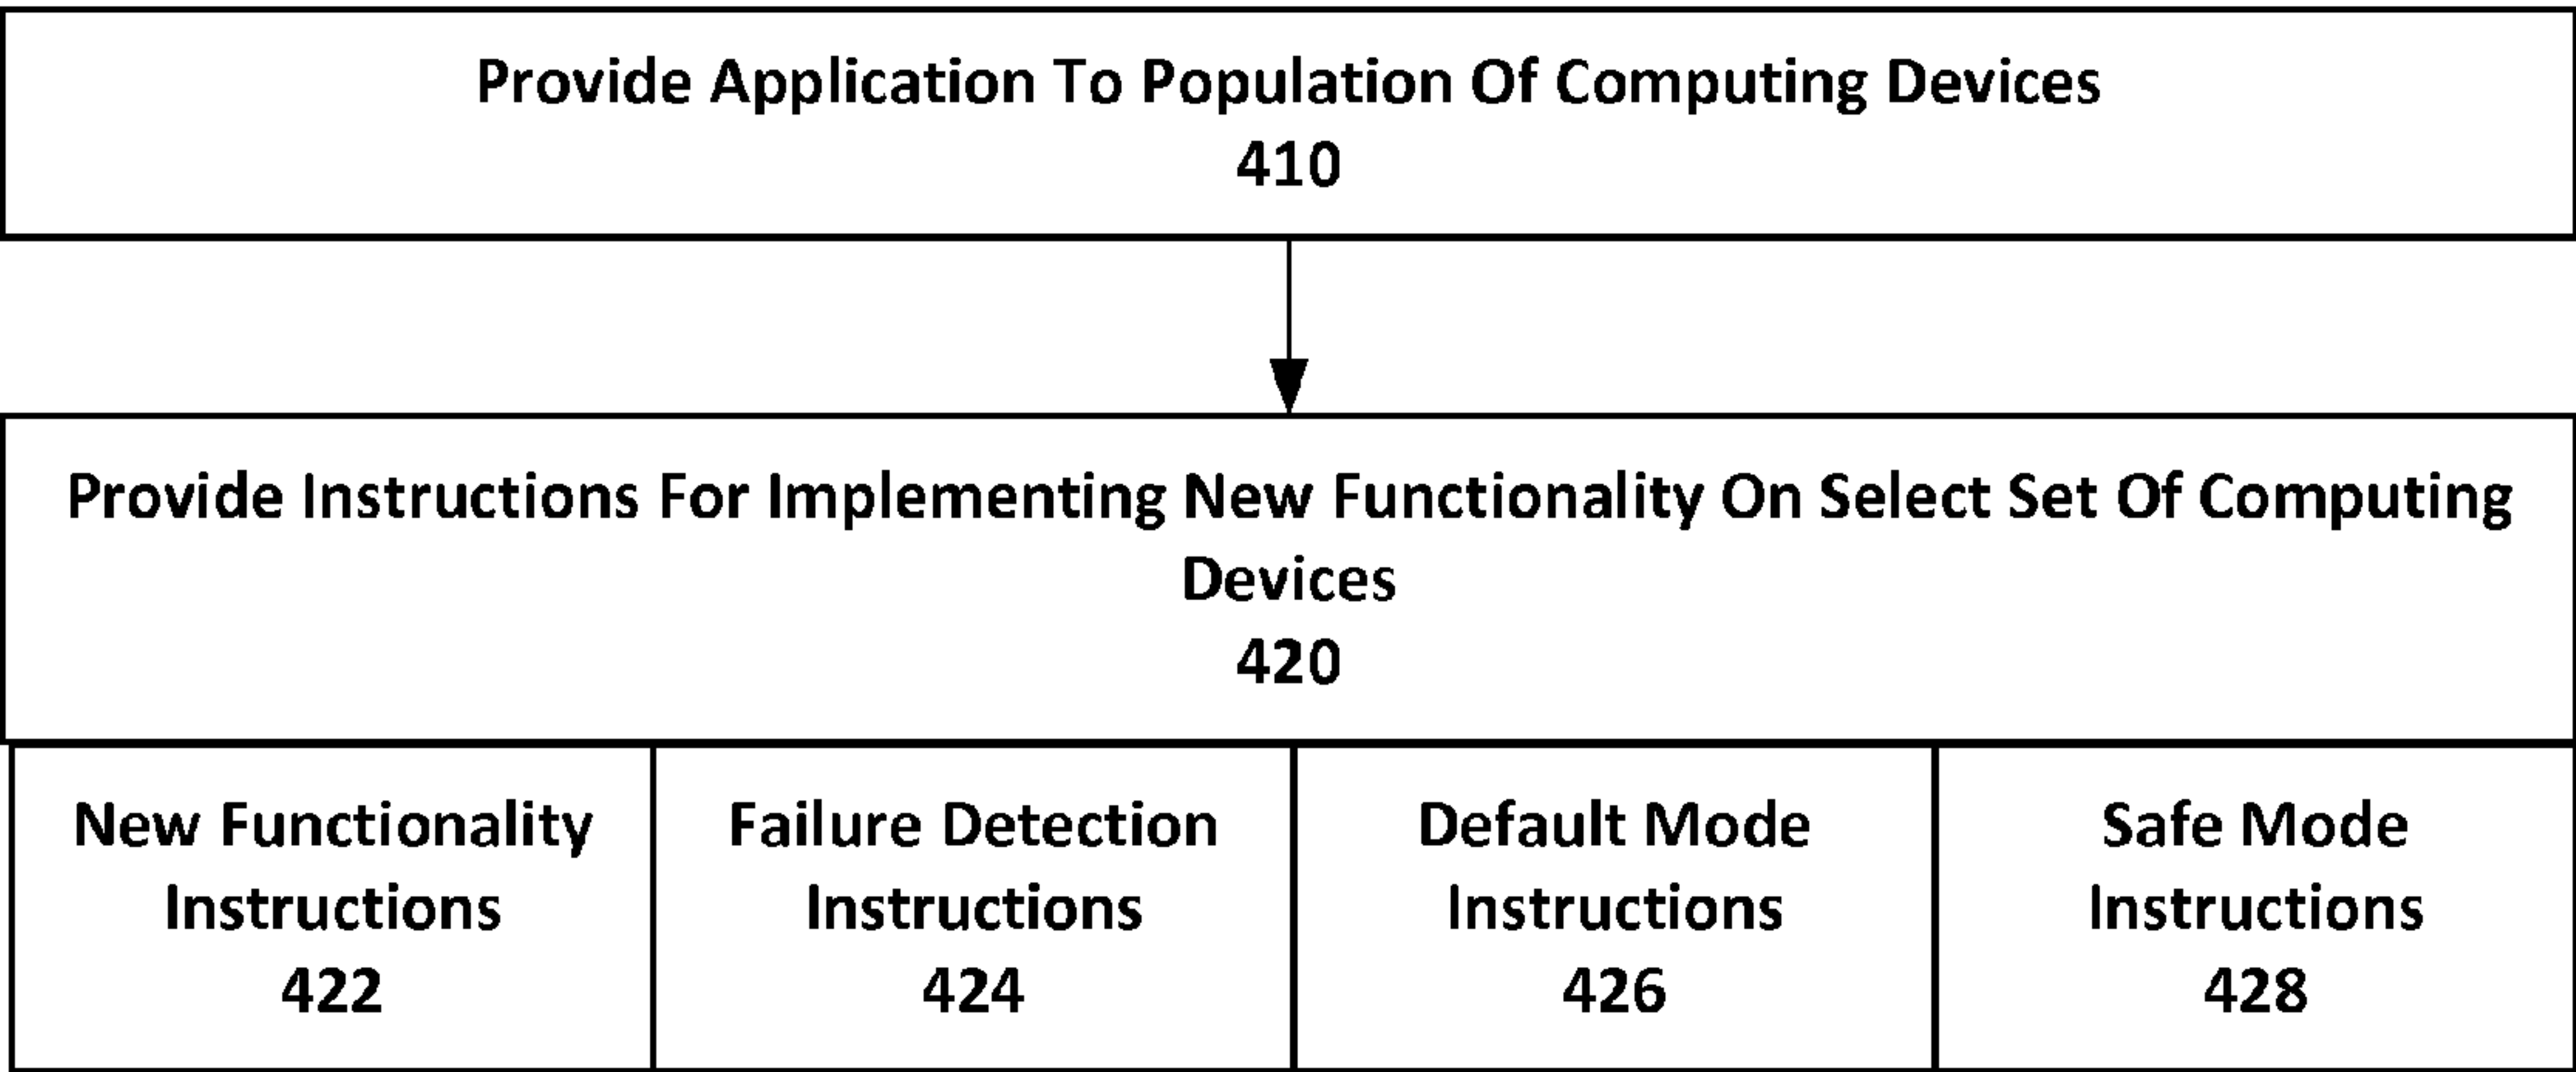 Provide Application To Population Of Computing Devices
410
Provide Instructions For Implementing New Functionality On Select Set Of Computing
Devices
420
New Functionality
Instructions
422
Failure Detection
Instructions
424
Default Mode
Instructions
426
Safe Mode
Instructions
428